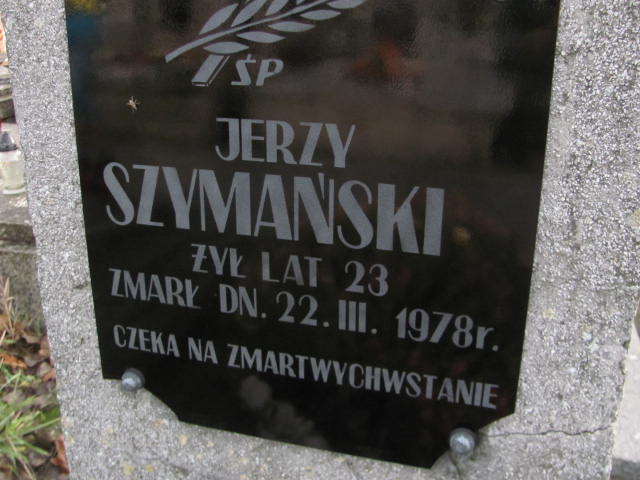 ŚP
JERZY
SZYMAŃSKI
ŻYŁ LAT 23
ZMARŁ DN. 22. III. 1978r.
CZEKA NA ZMARTWYCHWSTANIE